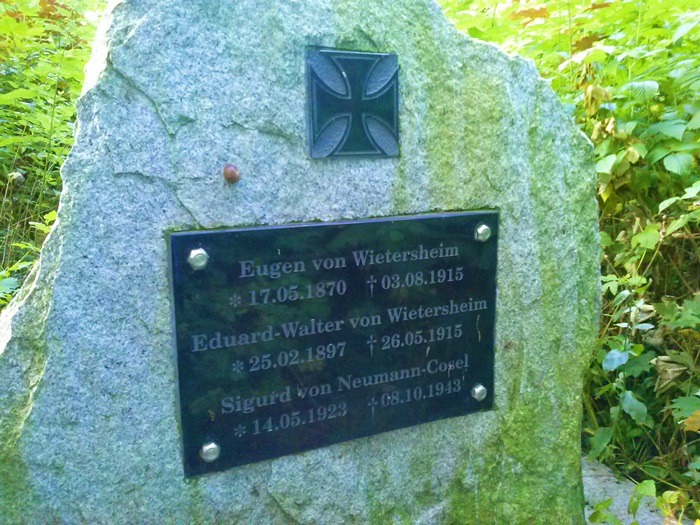 Eugen von Wietersheim
* 17.05.1870 † 03.08.1915
Eduard-Walter von Wietersheim
* 25.02.1897 † 26.05.1915
Sigurd von Neumann-Cosel
* 14.05.1923 † 08.10.1943